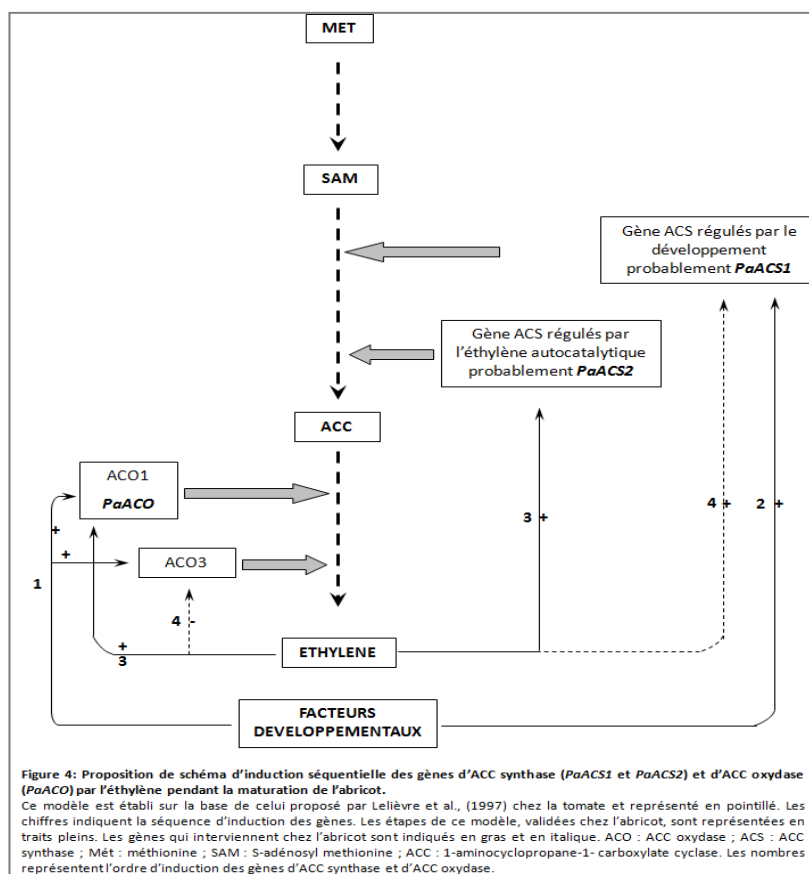 MET
SAM
Gène ACS régulés par le
développement
probablement PaACS1
Gène ACS régulés par
l'éthylène autocatalytique
probablement PaACS2
ACC
ACO1
PaACO
3 +
4 +
2 +
+
+
ACO3
1
4 -
+
3
ETHYLENE
FACTEURS
DEVELOPPEMENTAUX
Figure 4: Proposition de schéma d'induction séquentielle des gènes d'ACC synthase (PaACS1 et PaACS2) et d'ACC oxydase
(PaACO) par l'éthylène pendant la maturation de l'abricot.
Ce modèle est établi sur la base de celui proposé par Lelièvre et al., (1997) chez la tomate et représenté en pointillé. Les
chiffres indiquent la séquence d'induction des gènes. Les étapes de ce modèle, validées chez l'abricot, sont représentées en
traits pleins. Les gènes qui interviennent chez l'abricot sont indiqués en gras et en italique. ACO : ACC oxydase ; ACS : ACC
synthase ; Mét : méthionine ; SAM : S-adénosyl methionine ; ACC : 1-aminocyclopropane-1- carboxylate cyclase. Les nombres
représentent l'ordre d'induction des gènes d'ACC synthase et d'ACC oxydase.